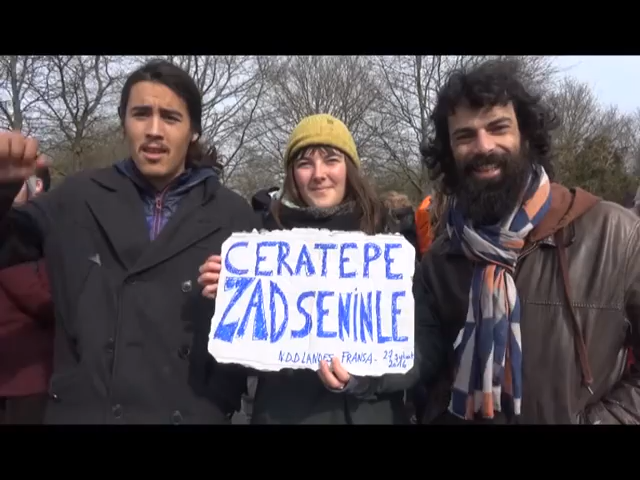 CERATEPE
ZAD SENİNLE
N.D.D LANDES FRANSA - 27 Şubat
2016